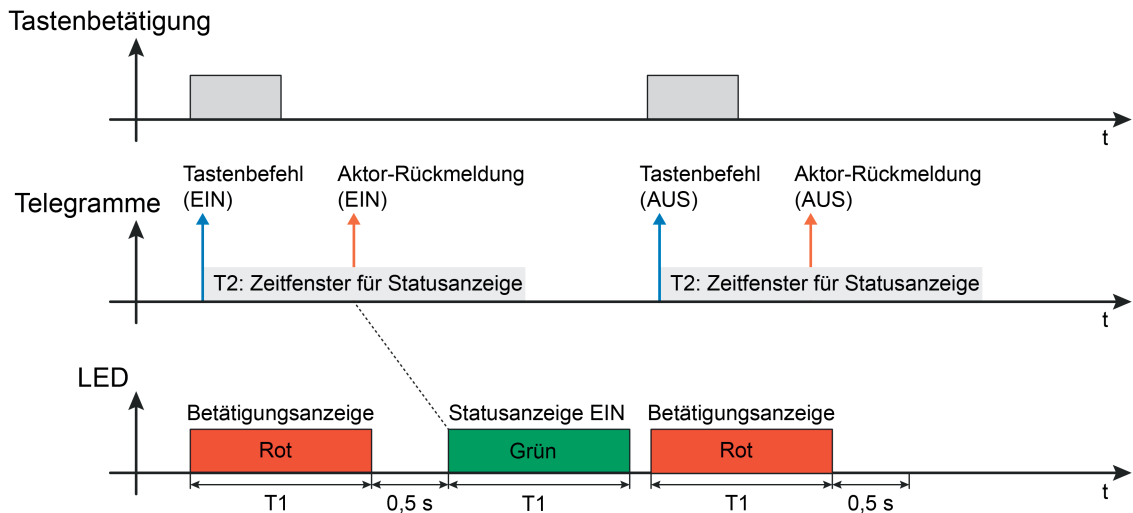 Tastenbetätigung
t
Tastenbefehl
(EIN)
Aktor-Rückmeldung
(EIN)
Tastenbefehl
(AUS)
Aktor-Rückmeldung
(AUS)
Telegramme
T2: Zeitfenster für Statusanzeige
T2: Zeitfenster für Statusanzeige
t
LED
Betätigungsanzeige
Statusanzeige EIN
Betätigungsanzeige
Rot
Grün
Rot
t
T1
0,5 s
T1
T1
0,5 s